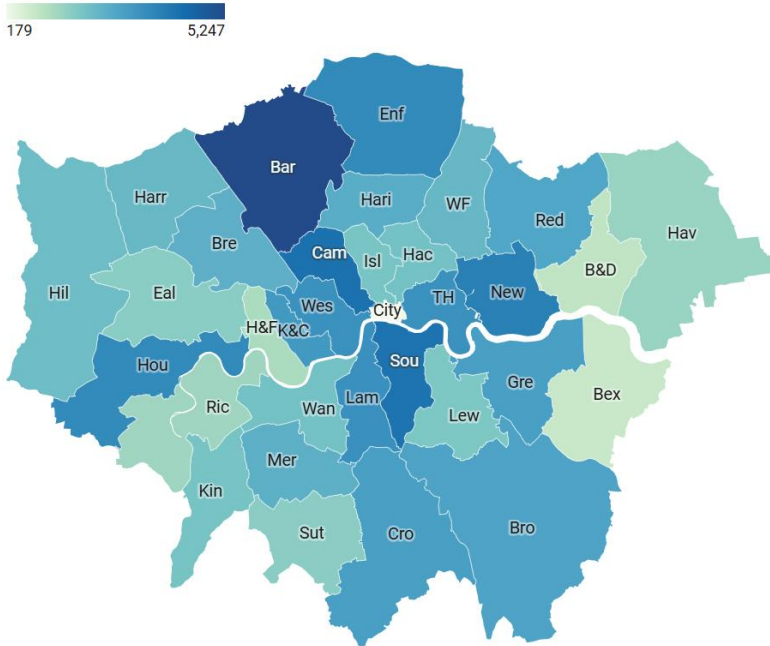 179 5,247
Enf
Bar
Harr
Hari
WF
Red
Hav
Bre
Cam
Isl
Hac
B&D
Hil
Eal
Wes
TH
New
City
H&F
K&C
Hou
Sou
Gre
Bex
Ric
Wan
Lam
Lew
Mer
Kin
Sut
Cro
Bro